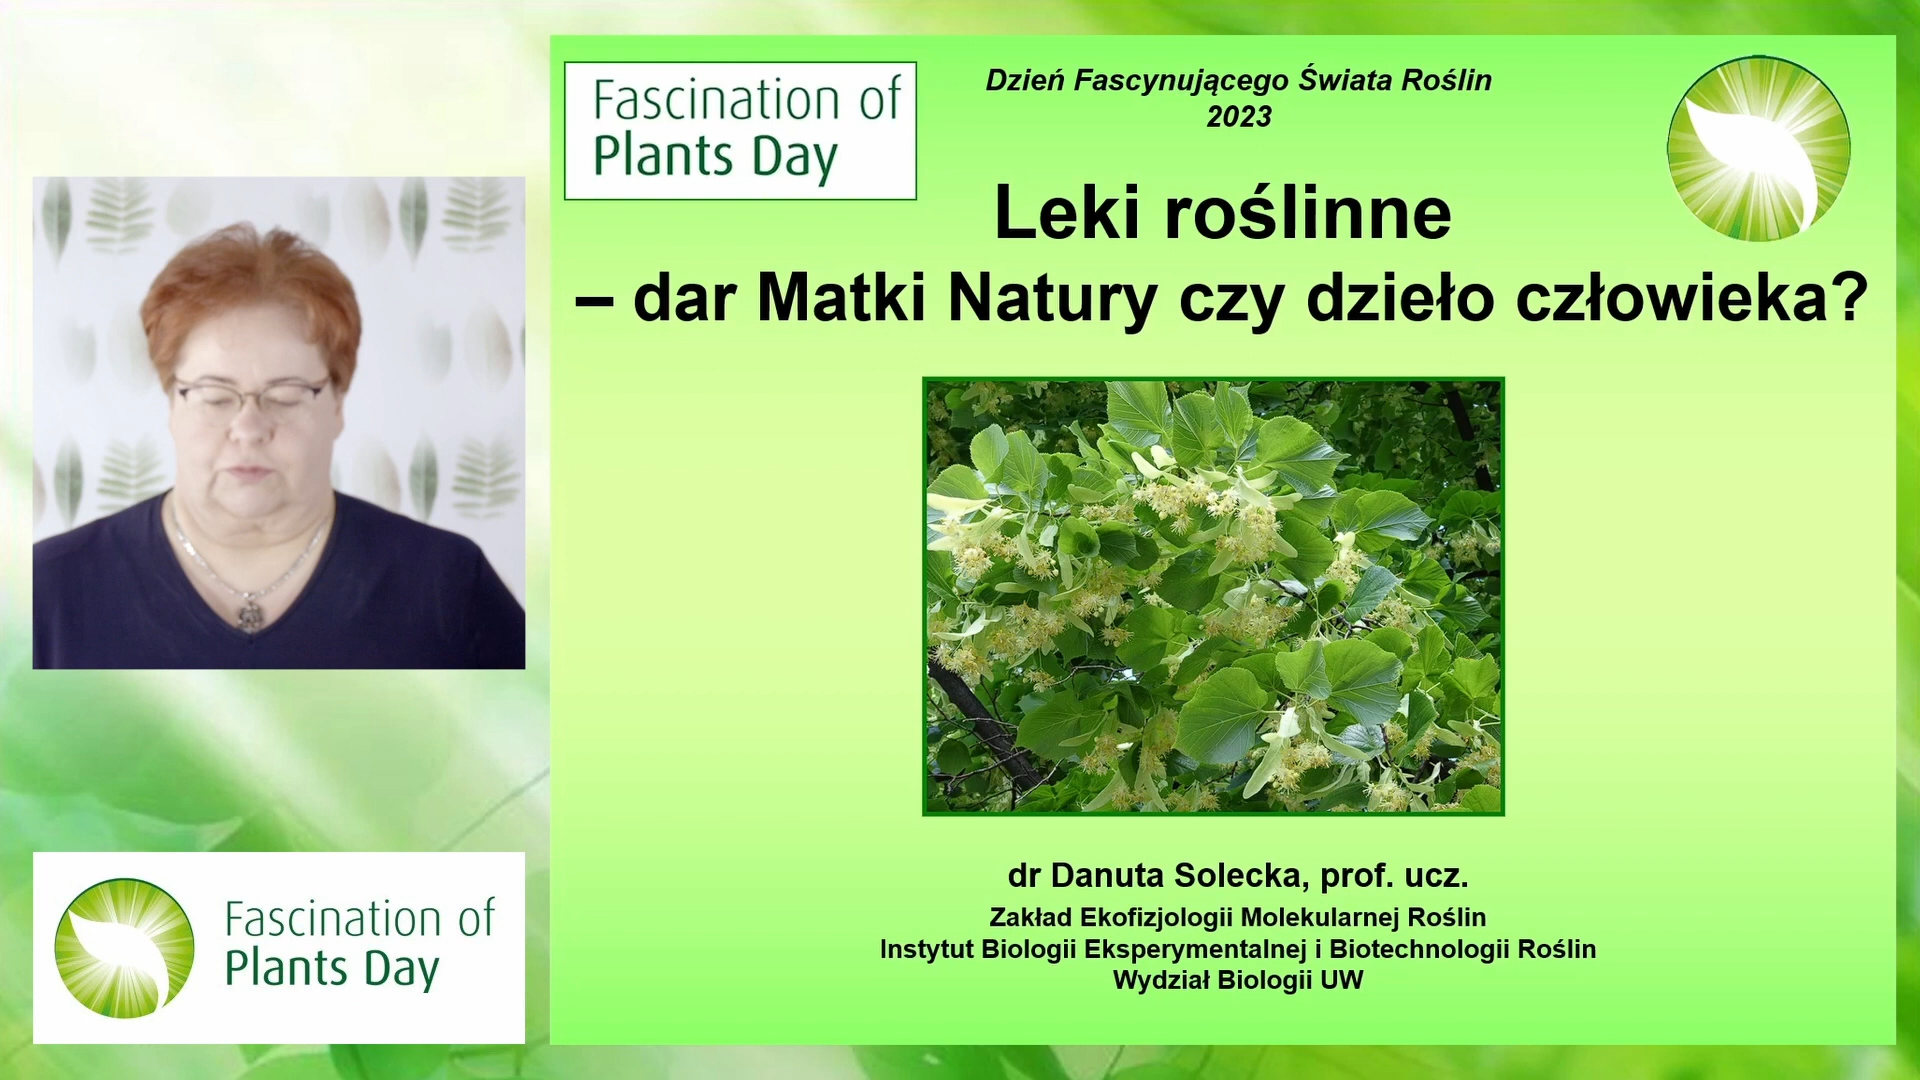 Fascination of
Plants Day
Dzień Fascynującego Świata Roślin
2023
Leki roślinne
– dar Matki Natury czy dzieło człowieka?
dr Danuta Solecka, prof. ucz.
Zakład Ekofizjologii Molekularnej Roślin
Instytut Biologii Eksperymentalnej i Biotechnologii Roślin
Wydział Biologii UW
Fascination of
Plants Day